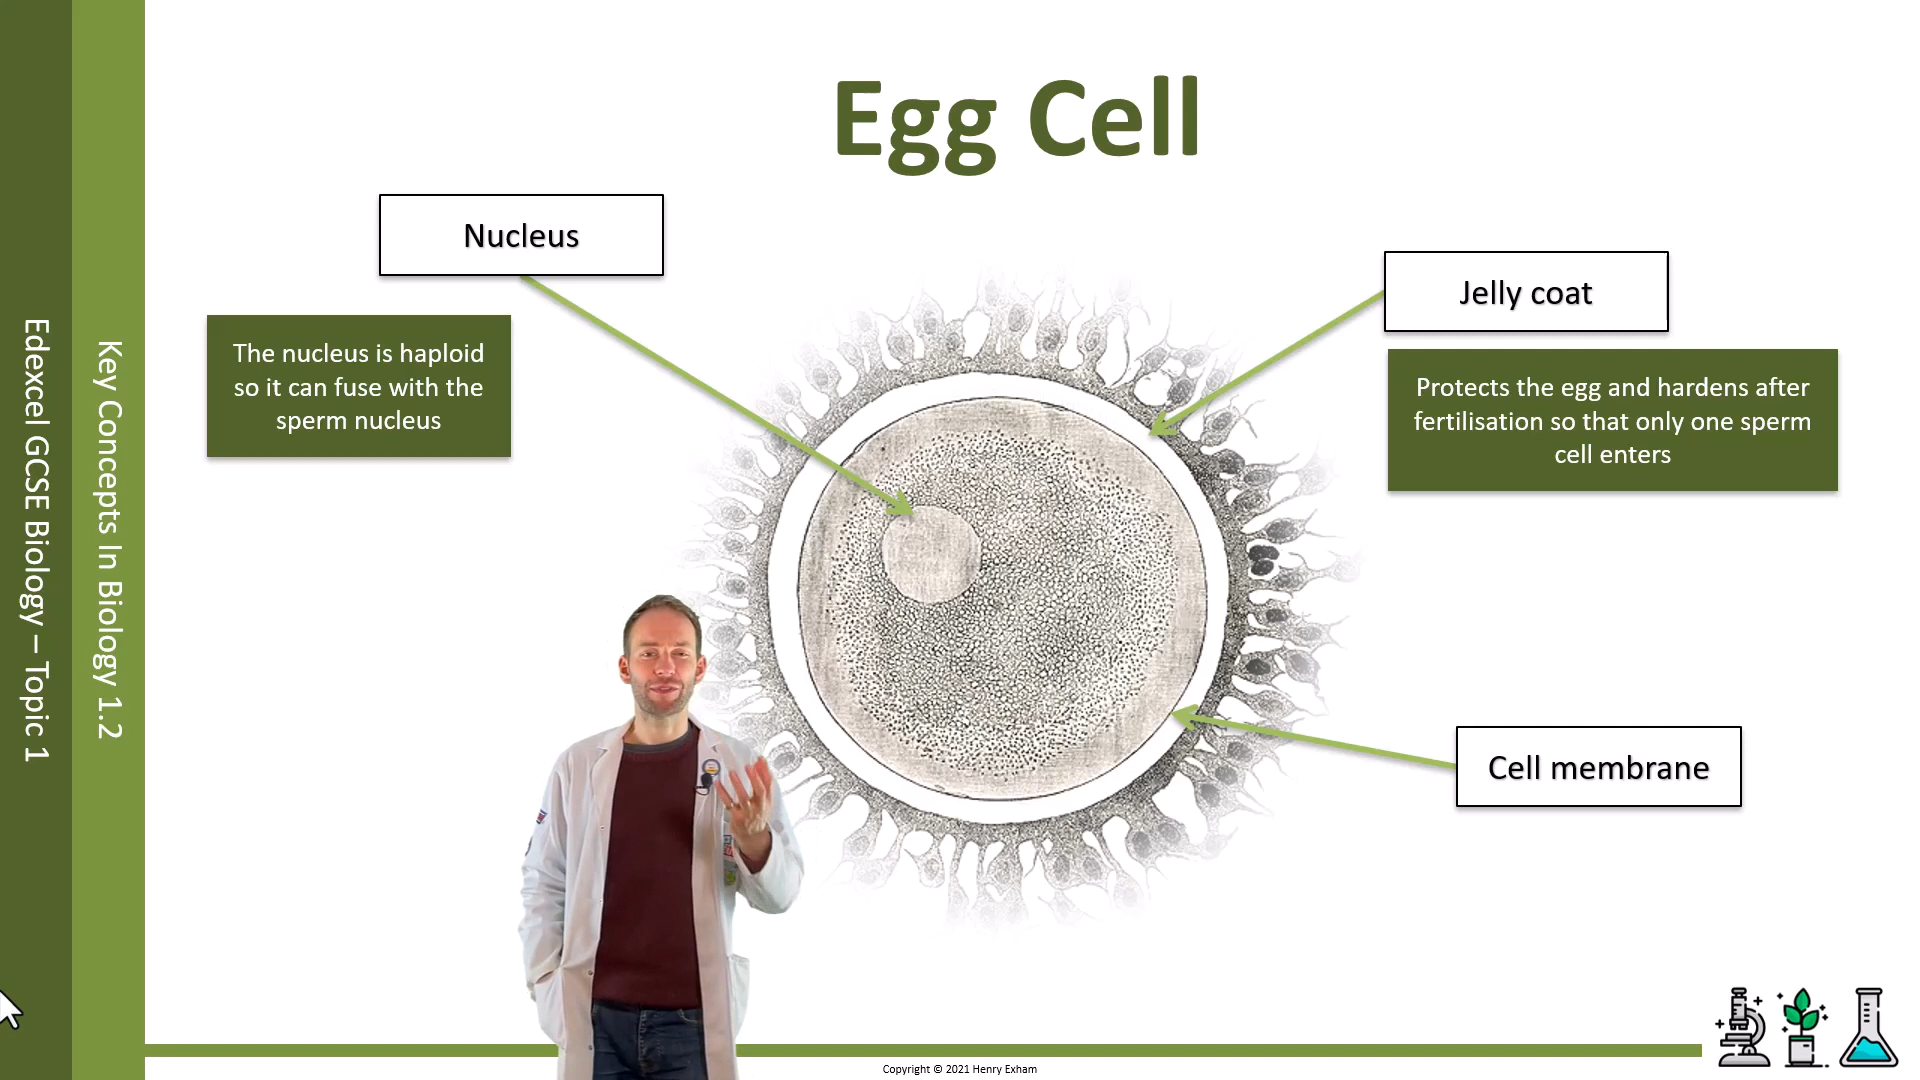 Egg Cell
Nucleus
The nucleus is haploid
so it can fuse with the
sperm nucleus
Jelly coat
Protects the egg and hardens after
fertilisation so that only one sperm
cell enters
Cell membrane
Key Concepts In Biology 1.2
Edexcel GCSE Biology – Topic 1
Copyright © 2021 Henry Exham